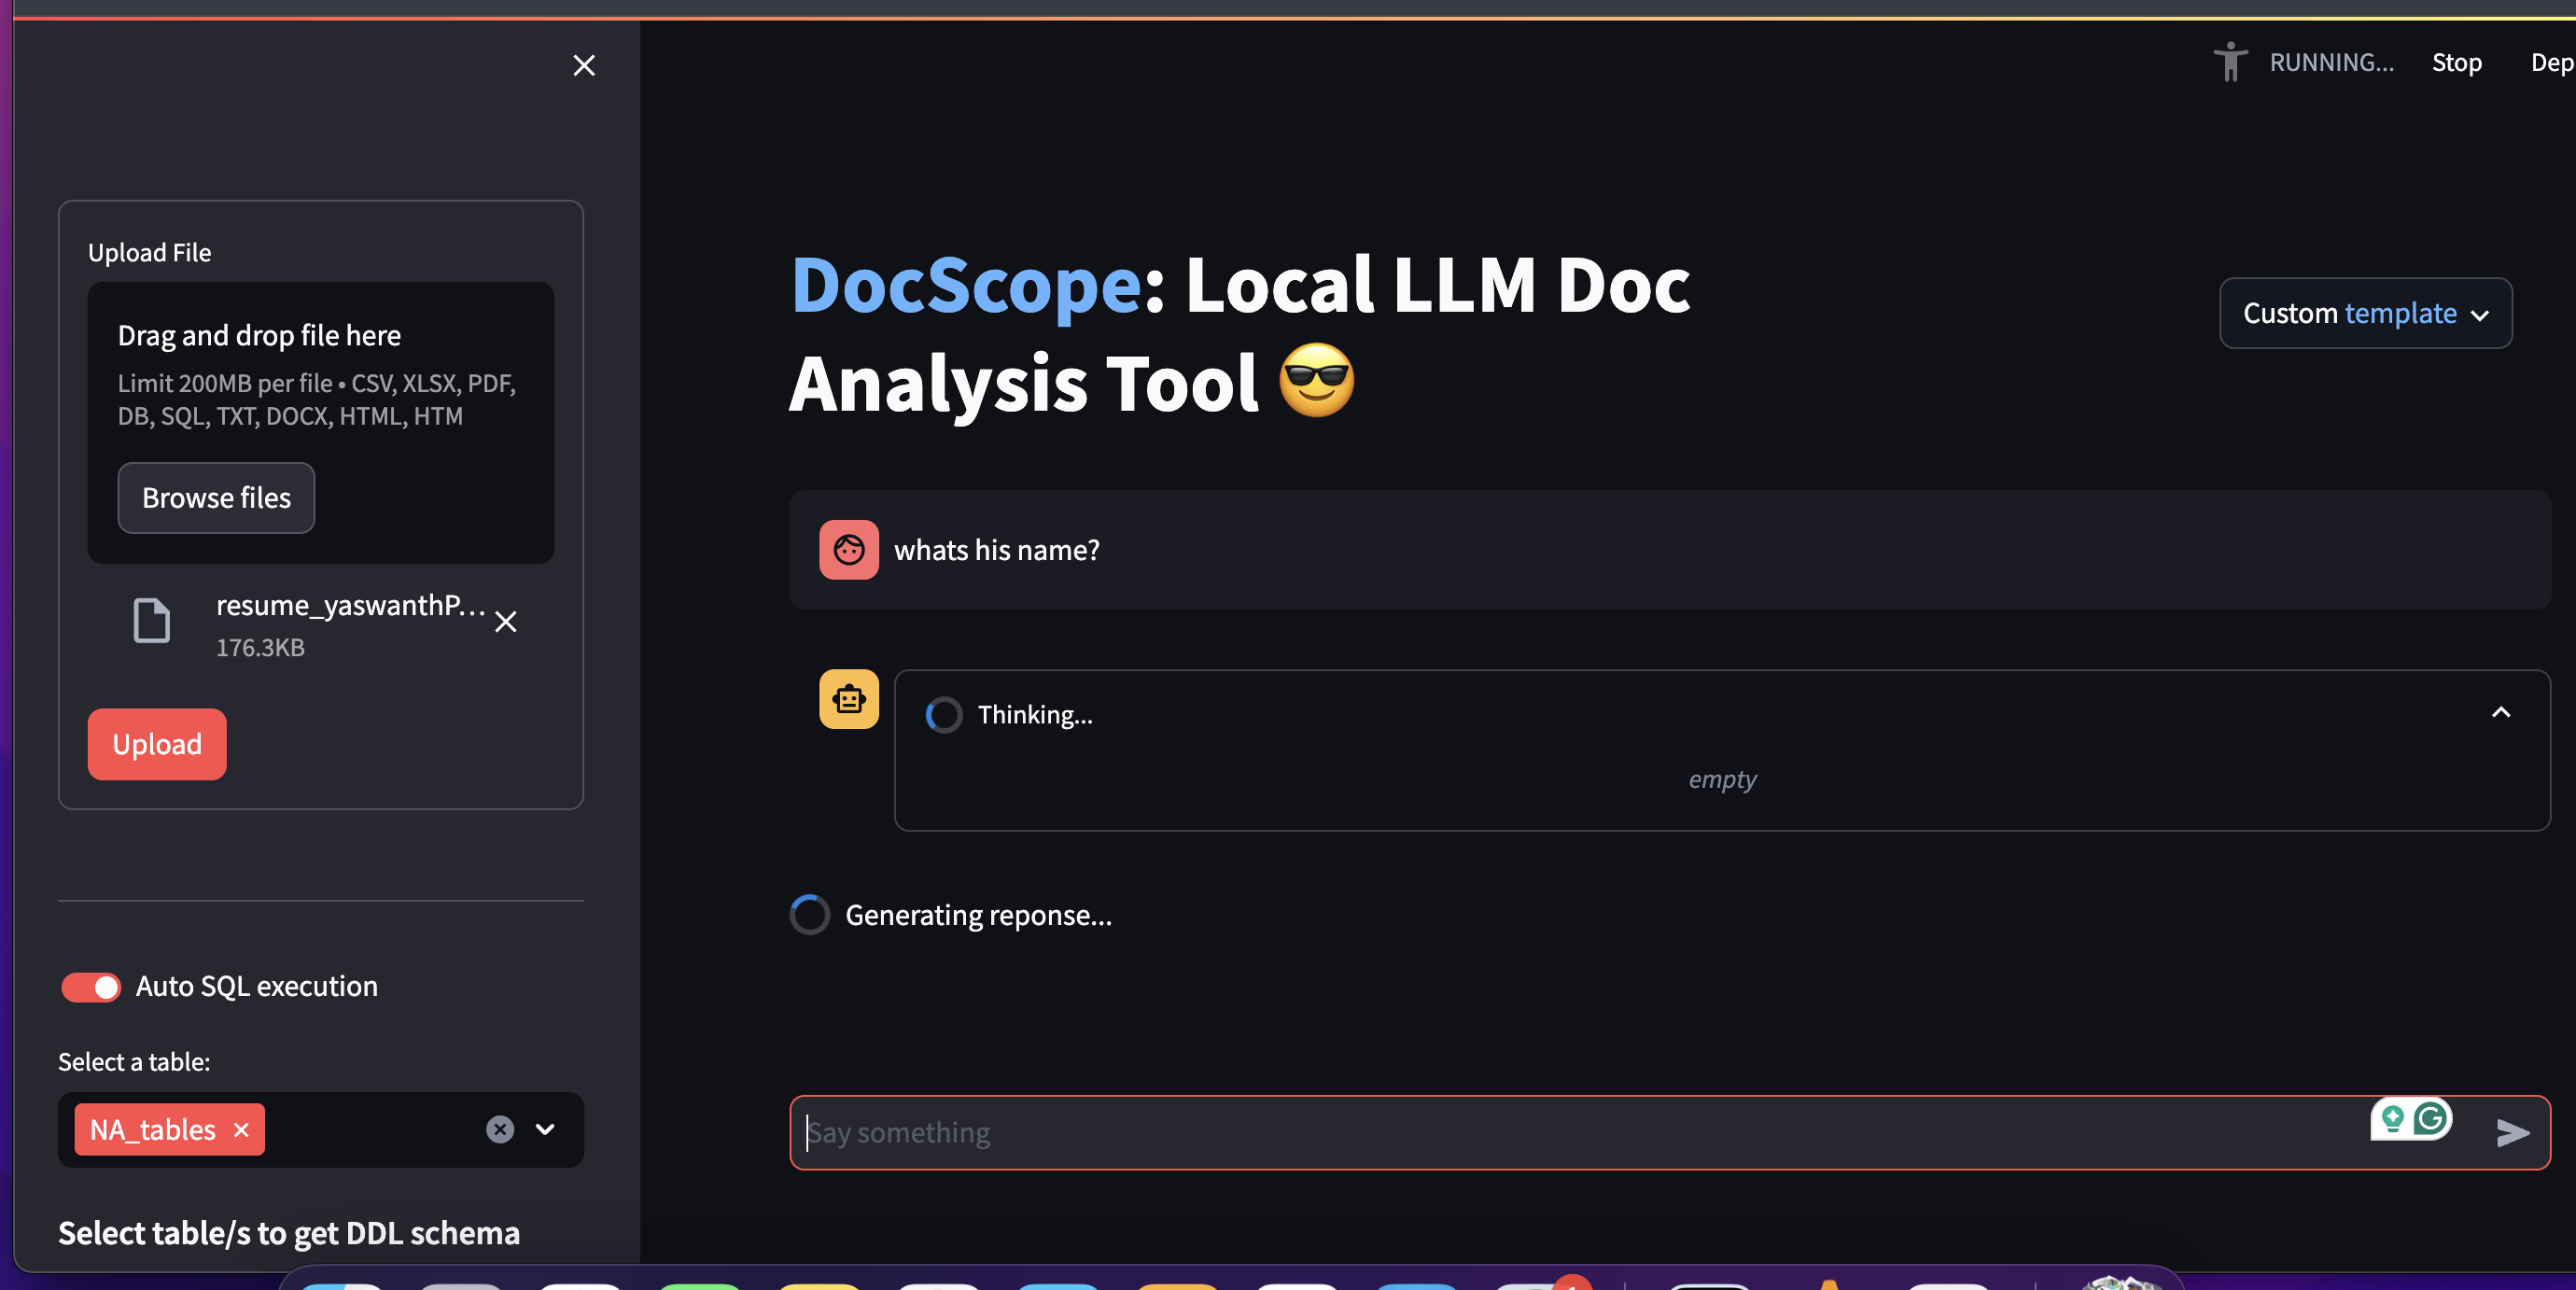 RUNNING...
Stop
Dep
Upload File
Drag and drop file here
Limit 200MB per file • CSV, XLSX, PDF,
DB, SQL, TXT, DOCX, HTML, HTM
Browse files
resume_yaswanthP...
176.3KB
Upload
Auto SQL execution
Select a table:
NA_tables
Select table/s to get DDL schema
DocScope: Local LLM Doc
Analysis Tool 😎
Custom template
whats his name?
Thinking...
empty
Generating reponse...
Say something